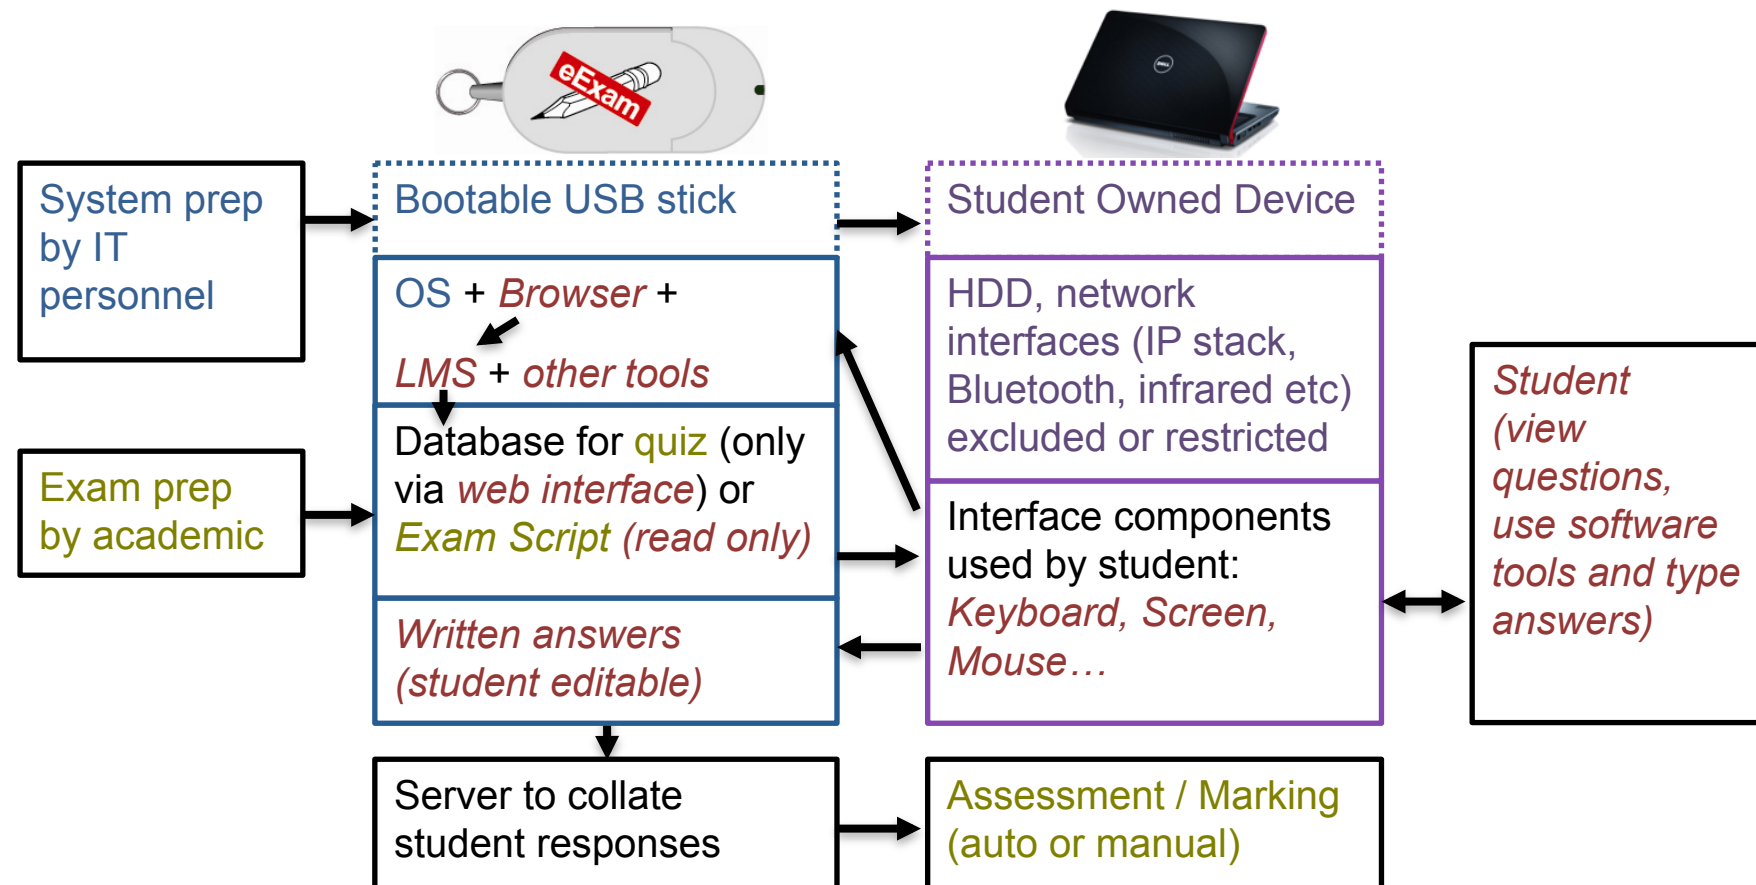 eExam
DELL
System prep
by IT
personnel
Bootable USB stick
Student Owned Device
OS + Browser +
LMS + other tools
HDD, network
interfaces (IP stack,
Bluetooth, infrared etc)
excluded or restricted
Exam prep
by academic
Database for quiz (only
via web interface) or
Exam Script (read only)
Interface components
used by student:
Keyboard, Screen,
Mouse…
Student
(view
questions,
use software
tools and type
answers)
Written answers
(student editable)
Server to collate
student responses
Assessment / Marking
(auto or manual)